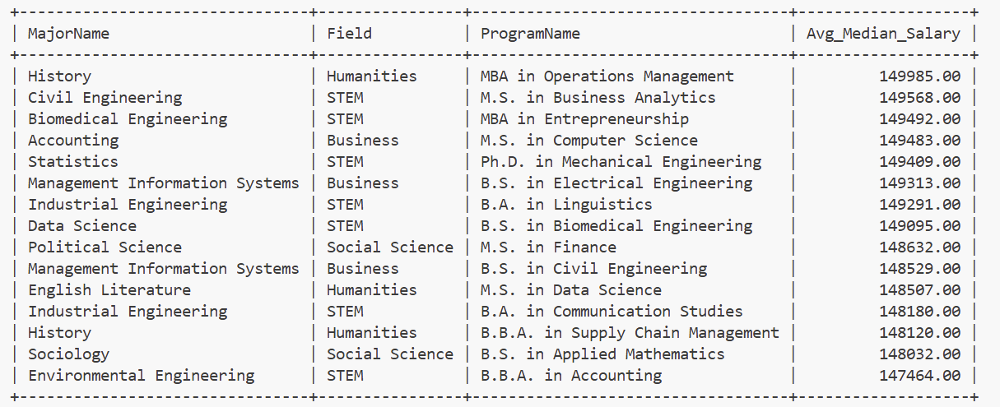 +--------------------------------+----------------+-----------------------------------+-------------------+
| MajorName                      | Field          | ProgramName                       | Avg_Median_Salary |
+--------------------------------+----------------+-----------------------------------+-------------------+
| History                        | Humanities     | MBA in Operations Management      |         149985.00 |
| Civil Engineering              | STEM           | M.S. in Business Analytics        |         149568.00 |
| Biomedical Engineering         | STEM           | MBA in Entrepreneurship           |         149492.00 |
| Accounting                     | Business       | M.S. in Computer Science          |         149483.00 |
| Statistics                     | STEM           | Ph.D. in Mechanical Engineering   |         149409.00 |
| Management Information Systems | Business       | B.S. in Electrical Engineering    |         149313.00 |
| Industrial Engineering         | STEM           | B.A. in Linguistics               |         149291.00 |
| Data Science                   | STEM           | B.S. in Biomedical Engineering    |         149095.00 |
| Political Science              | Social Science | M.S. in Finance                   |         148632.00 |
| Management Information Systems | Business       | B.S. in Civil Engineering         |         148529.00 |
| English Literature             | Humanities     | M.S. in Data Science              |         148507.00 |
| Industrial Engineering         | STEM           | B.A. in Communication Studies     |         148180.00 |
| History                        | Humanities     | B.B.A. in Supply Chain Management |         148120.00 |
| Sociology                      | Social Science | B.S. in Applied Mathematics       |         148032.00 |
| Environmental Engineering      | STEM           | B.B.A. in Accounting              |         147464.00 |
+--------------------------------+----------------+-----------------------------------+-------------------+